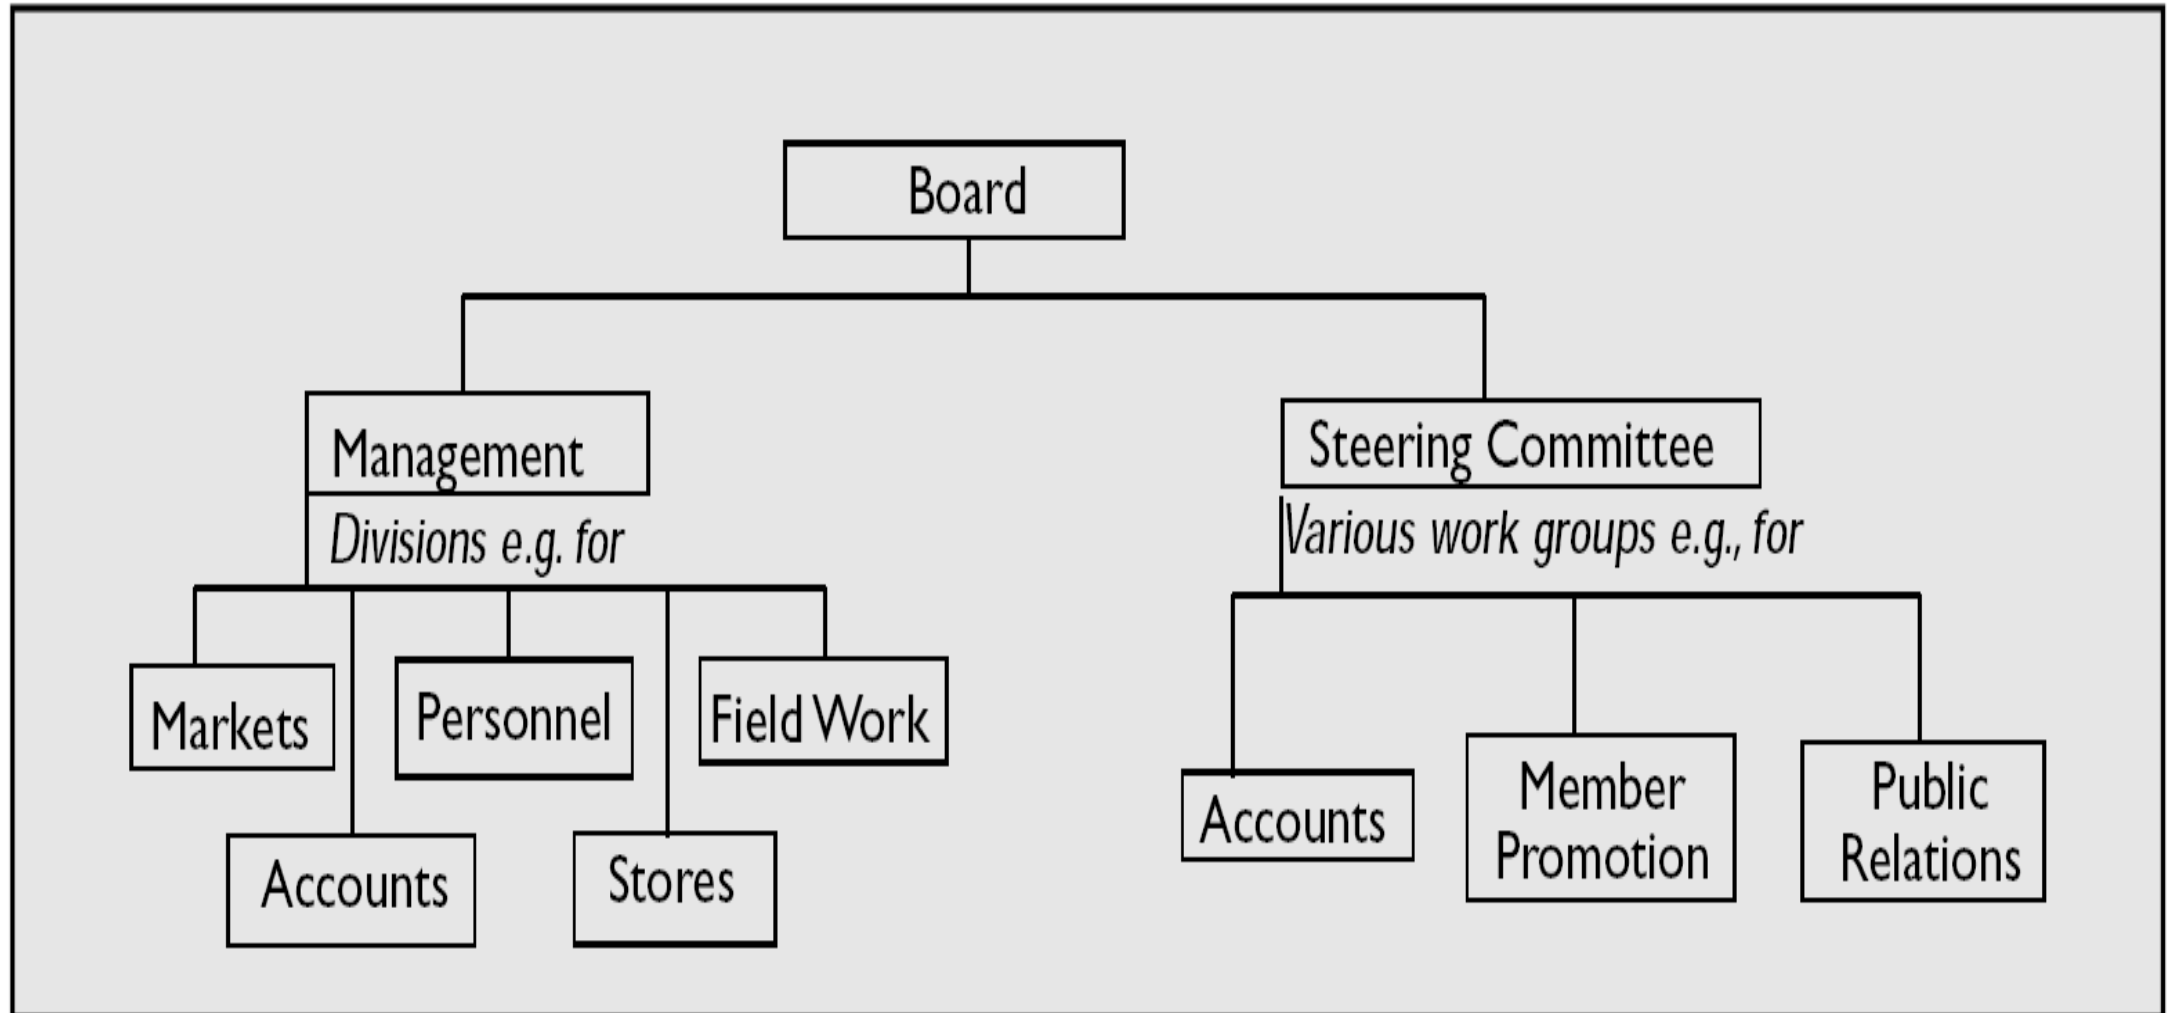 Board
Management
Steering Committee
Divisions e.g. for
Various work groups e.g., for
Markets
Personnel
Field Work
Accounts
Stores
Accounts
Member
Promotion
Public
Relations